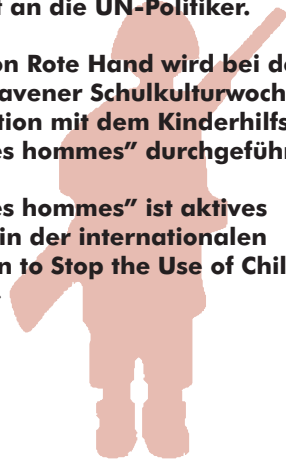 t an die UN-Politiker.
on Rote Hand wird bei de
avener Schulkulturwoch
tion mit dem Kinderhilfs
es hommes” durchgeführ
es hommes” ist aktives
in der internationalen
n to Stop the Use of Chil